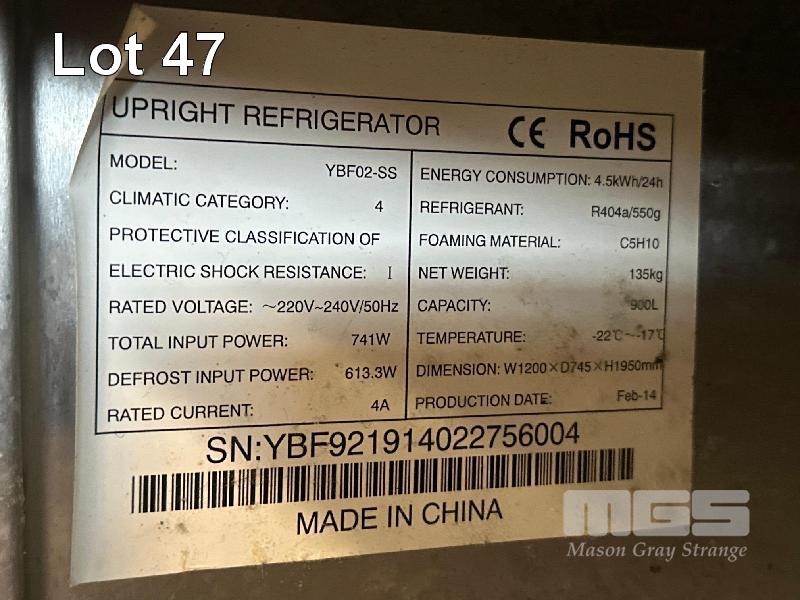 Lot 47
UPRIGHT REFRIGERATOR CE RoHS
MODEL: YBF02-SS
CLIMATIC CATEGORY: 4
PROTECTIVE CLASSIFICATION OF
ELECTRIC SHOCK RESISTANCE: I
RATED VOLTAGE: ~220V~240V/50Hz
TOTAL INPUT POWER: 741W
DEFROST INPUT POWER: 613.3W
RATED CURRENT: 4A
ENERGY CONSUMPTION: 4.5kWh/24h
REFRIGERANT: R404a/550g
FOAMING MATERIAL: C5H10
NET WEIGHT: 135kg
CAPACITY: 900L
TEMPERATURE: -22℃~-17℃
DIMENSION: W1200×D745×H1950mm
PRODUCTION DATE: Feb-14
SN:YBF921914022756004
MADE IN CHINA
MGS
Mason Gray Strange